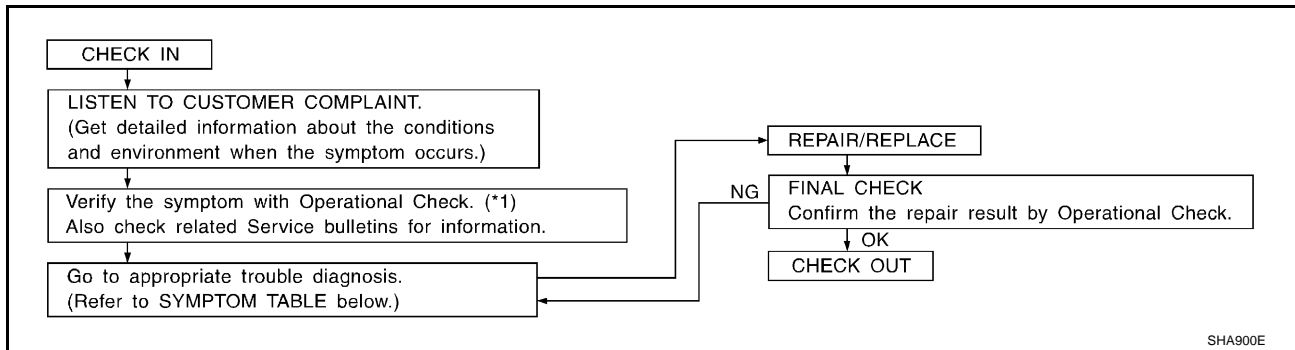 CHECK IN
LISTEN TO CUSTOMER COMPLAINT.
(Get detailed information about the conditions
and environment when the symptom occurs.)
Verify the symptom with Operational Check. (*1)
Also check related Service bulletins for information.
Go to appropriate trouble diagnosis.
(Refer to SYMPTOM TABLE below.)
REPAIR/REPLACE
NG
FINAL CHECK
Confirm the repair result by Operational Check.
OK
CHECK OUT
SHA900E